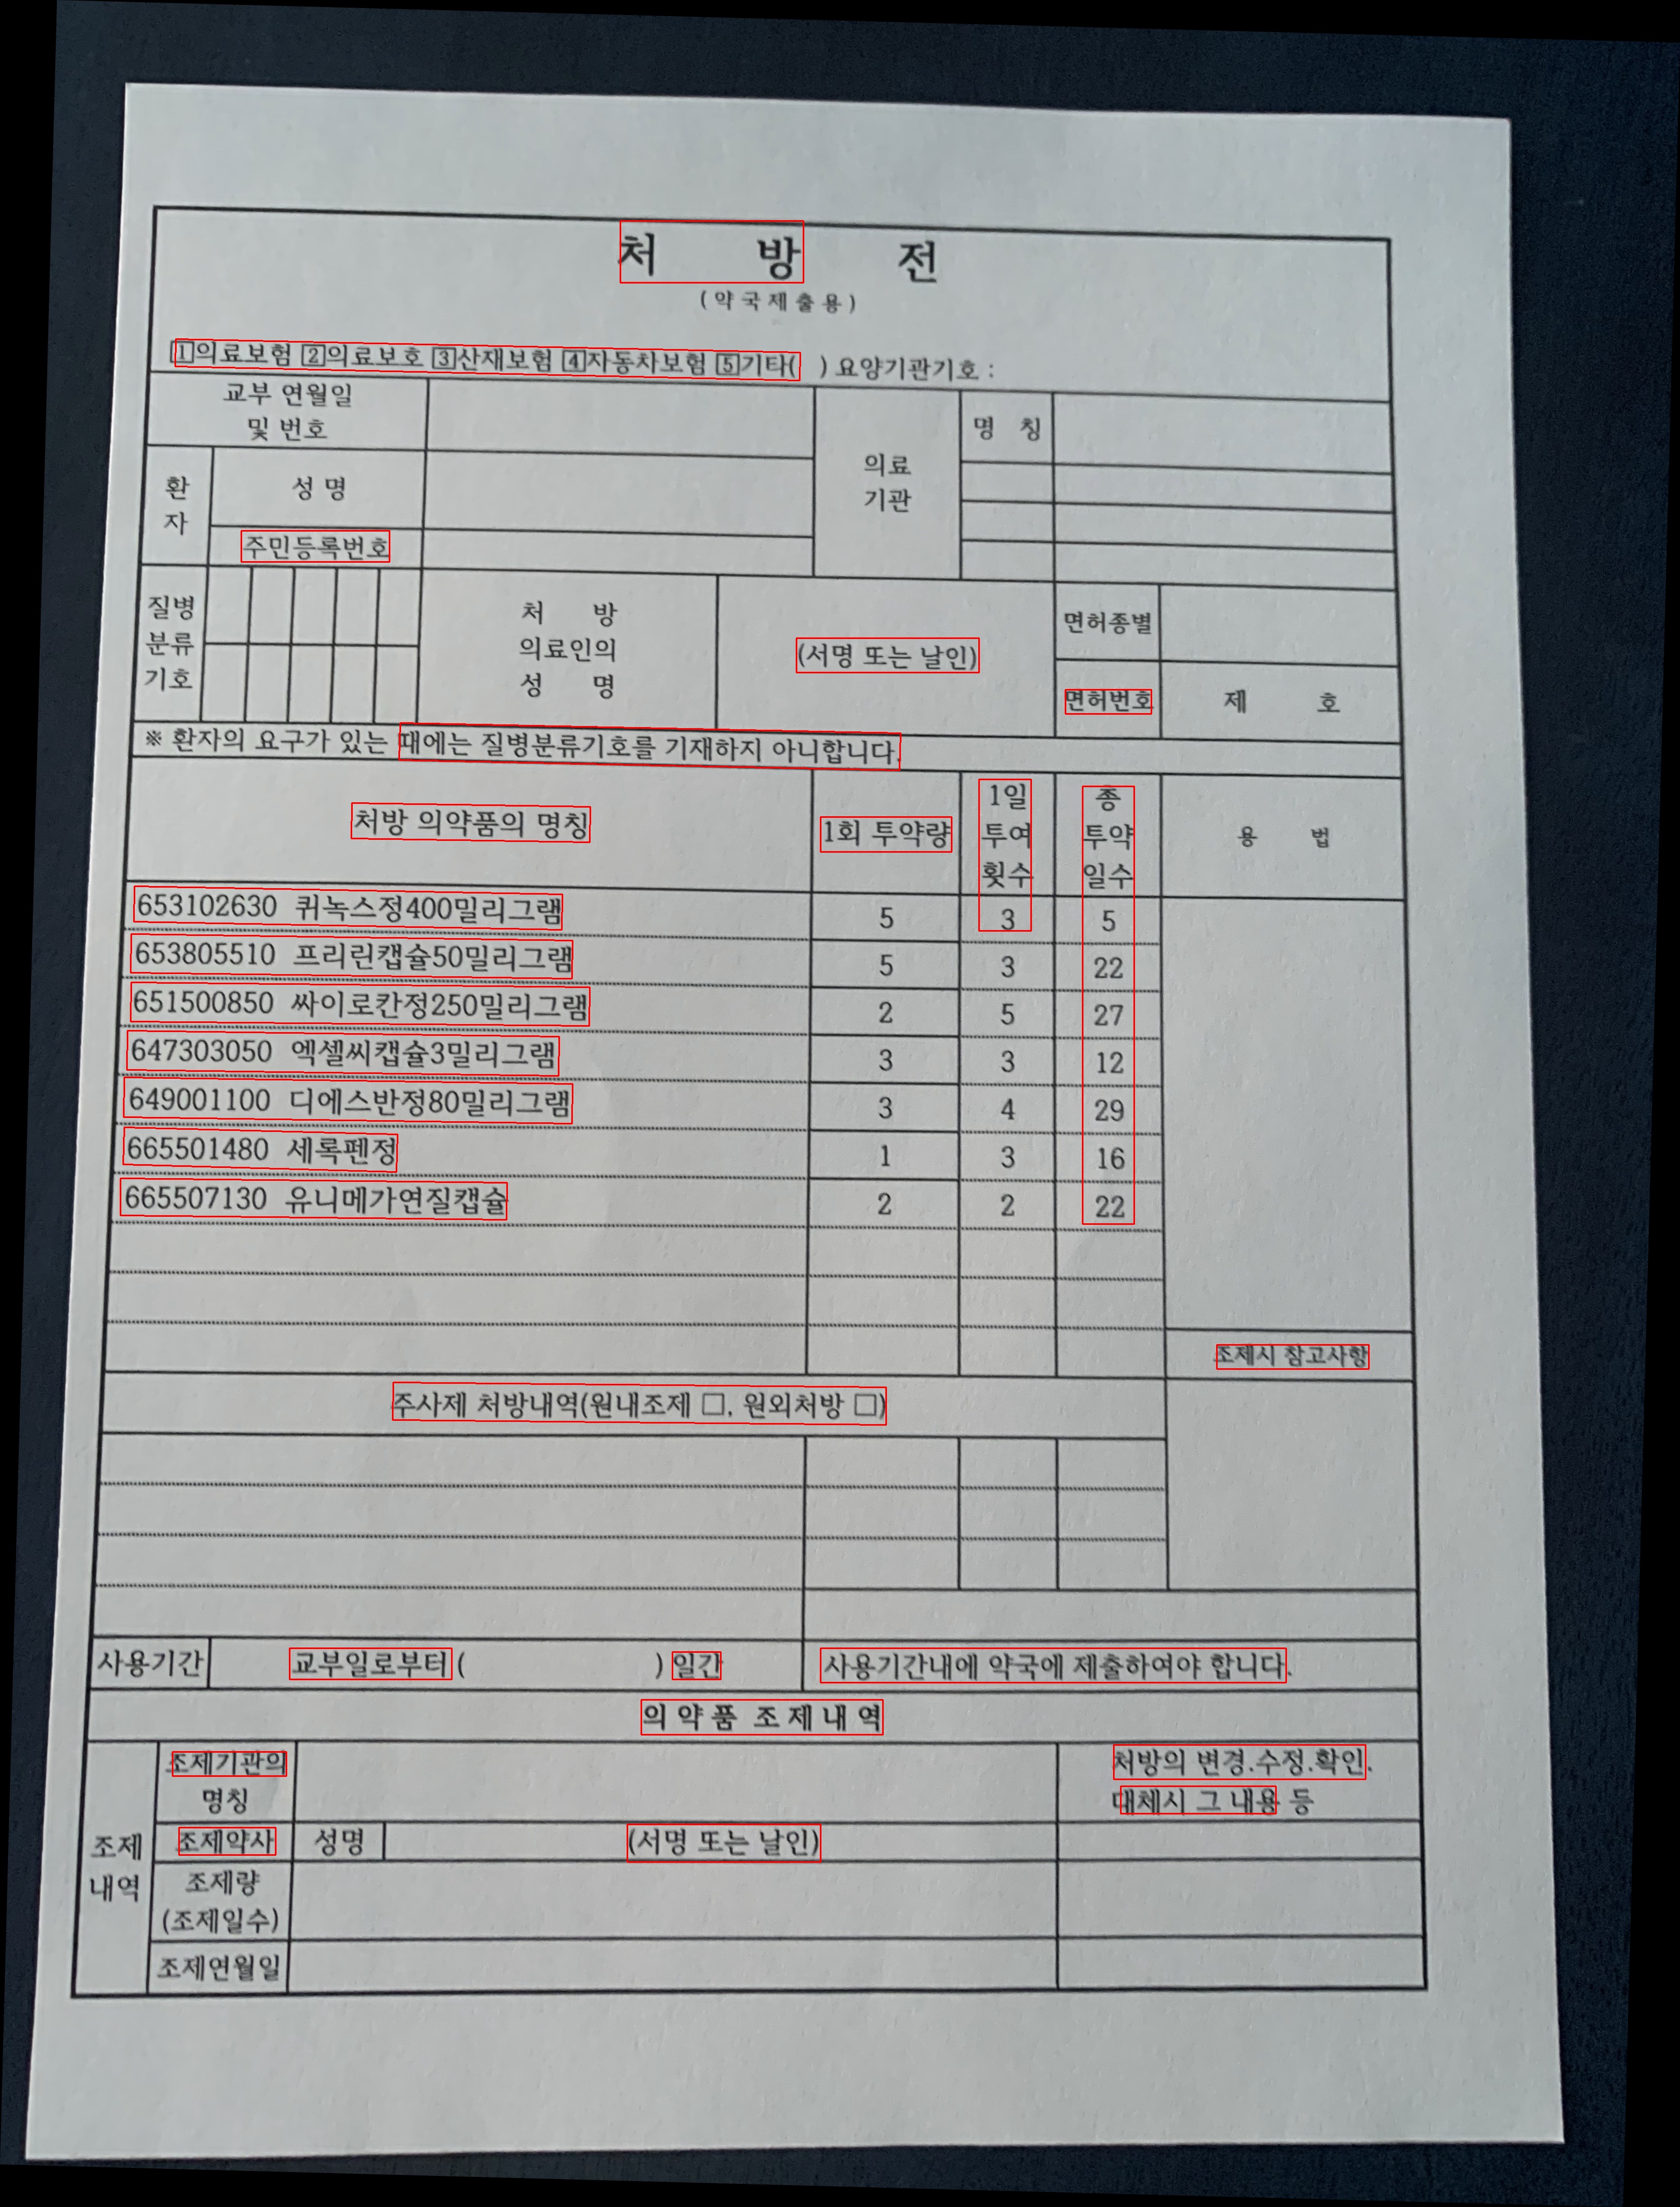 처 방 전
(약국제출용)
1의료보험 2의료보호 3산재보험 4자동차보험 5기타( ) 요양기관기호 :
교부 연월일
및 번호
의료
기관
명 칭
환
자
성 명
주민등록번호
질병
분류
기호
처 방
의료인의
성 명
(서명 또는 날인)
면허종별
면허번호
제 호
※ 환자의 요구가 있는 때에는 질병분류기호를 기재하지 아니합니다.
처방 의약품의 명칭
1회 투약량
1일
투여
횟수
총
투약
일수
용 법
653102630 퀴녹스정400밀리그램 5 3 5
653805510 프리린캡슐50밀리그램 5 3 22
651500850 싸이로칸정250밀리그램 2 5 27
647303050 엑셀씨캡슐3밀리그램 3 3 12
649001100 디에스반정80밀리그램 3 4 29
665501480 세록펜정 1 3 16
665507130 유니메가연질캡슐 2 2 22
조제시 참고사항
주사제 처방내역(원내조제 □, 원외처방 □)
사용기간 교부일로부터 ( ) 일간 사용기간내에 약국에 제출하여야 합니다.
의 약 품 조 제 내 역
조제
내역
조제기관의
명칭
처방의 변경.수정.확인.
대체시 그 내용 등
조제약사 성명 (서명 또는 날인)
조제량
(조제일수)
조제연월일